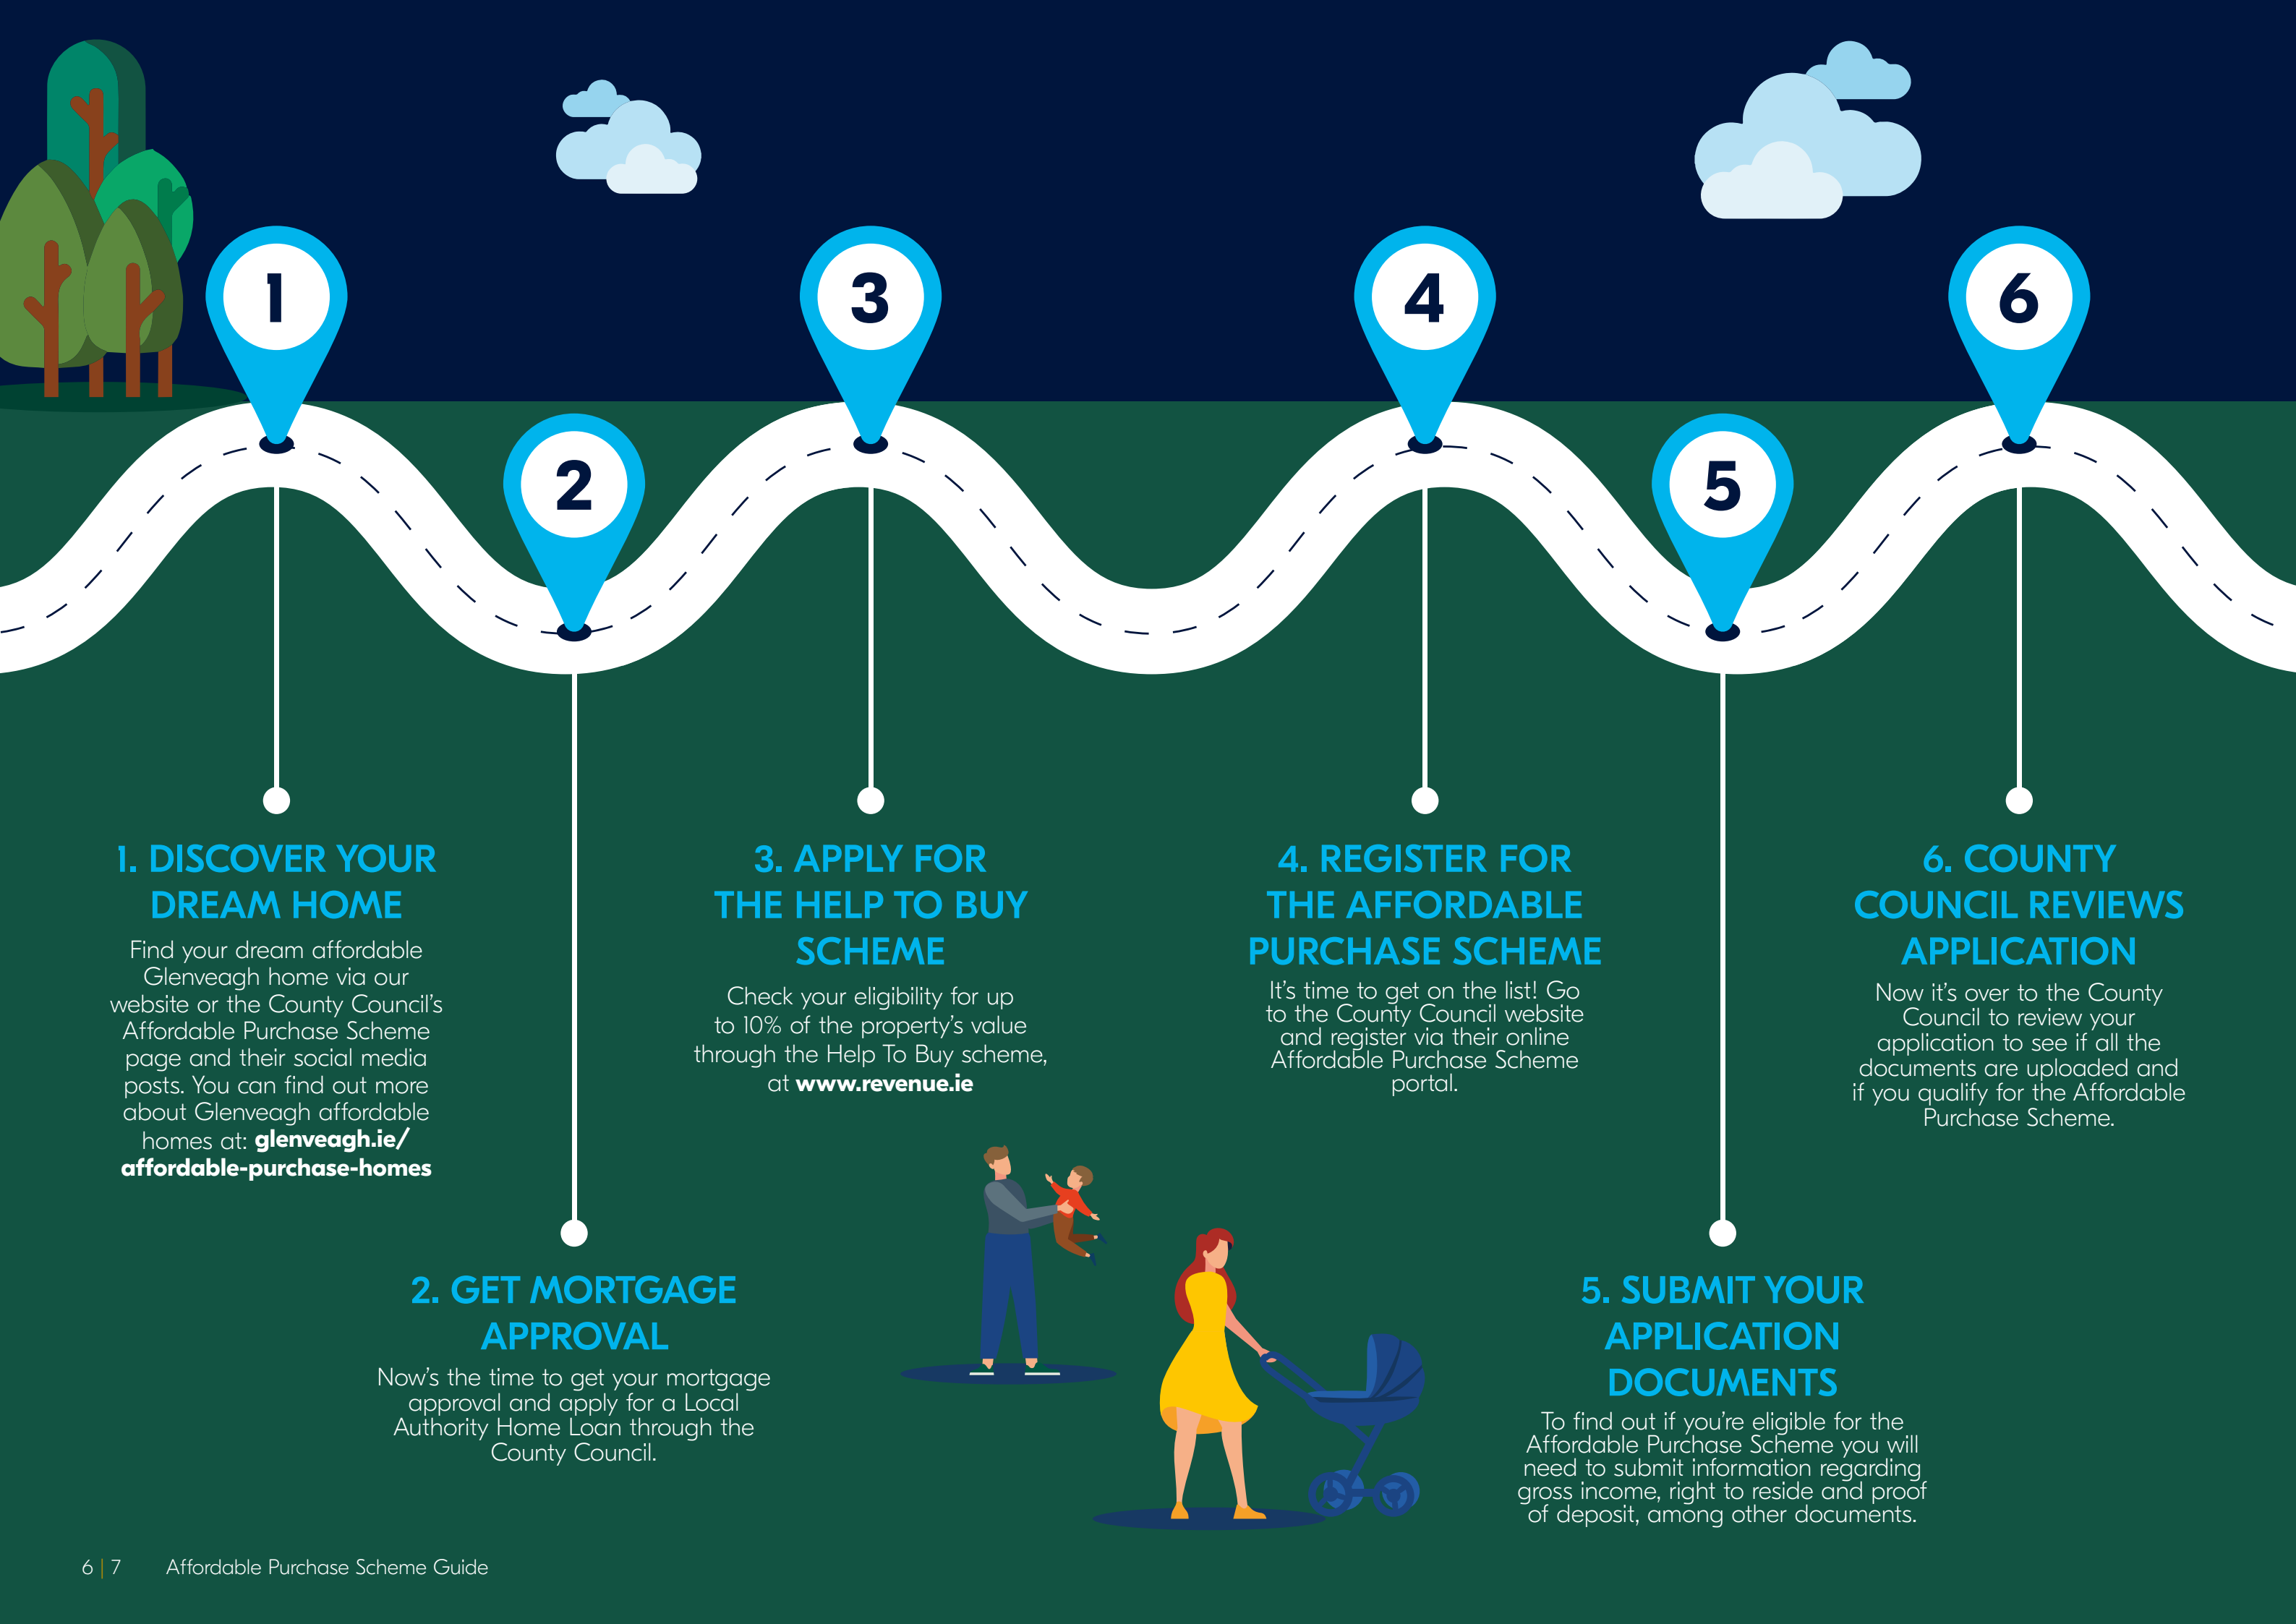 1
2
3
4
5
6
1. DISCOVER YOUR
DREAM HOME
Find your dream affordable
Glenveagh home via our
website or the County Council's
Affordable Purchase Scheme
page and their social media
posts. You can find out more
about Glenveagh affordable
homes at: glenveagh.ie/
affordable-purchase-homes
2. GET MORTGAGE
APPROVAL
Now's the time to get your mortgage
approval and apply for a Local
Authority Home Loan through the
County Council.
3. APPLY FOR
THE HELP TO BUY
SCHEME
Check your eligibility for up
to 10% of the property's value
through the Help To Buy scheme,
at www.revenue.ie
4. REGISTER FOR
THE AFFORDABLE
PURCHASE SCHEME
It's time to get on the list! Go
to the County Council website
and register via their online
Affordable Purchase Scheme
portal.
5. SUBMIT YOUR
APPLICATION
DOCUMENTS
To find out if you're eligible for the
Affordable Purchase Scheme you will
need to submit information regarding
gross income, right to reside and proof
of deposit, among other documents.
6. COUNTY
COUNCIL REVIEWS
APPLICATION
Now it's over to the County
Council to review your
application to see if all the
documents are uploaded and
if you qualify for the Affordable
Purchase Scheme.
6 | 7 Affordable Purchase Scheme Guide